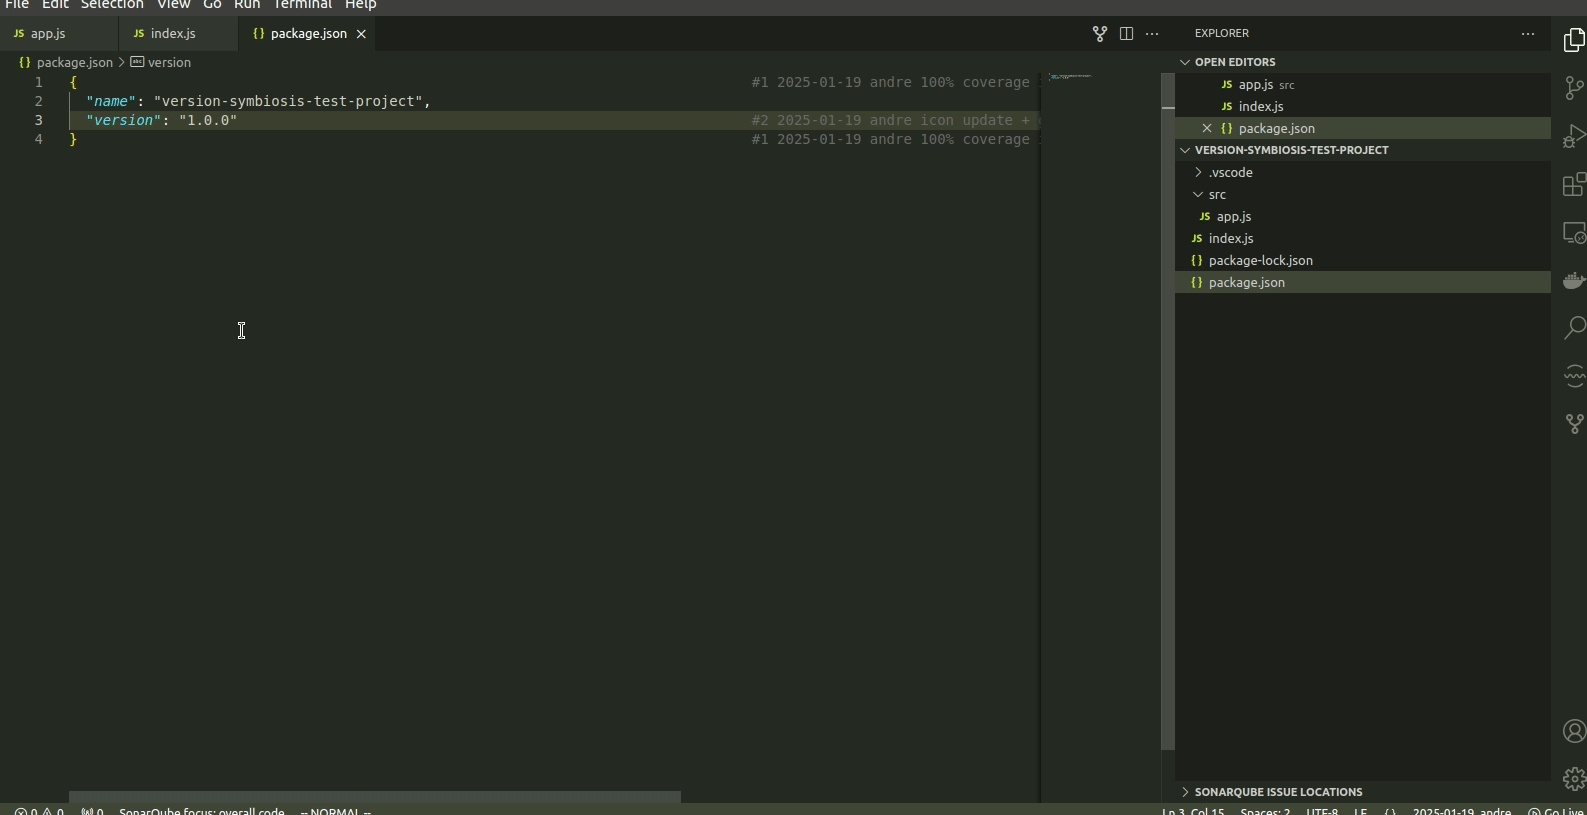 File Edit Selection View Go Run Terminal Help
JS app.js JS index.js {} package.json
{} package.json > abc version
1 {
#1 2025-01-19 andre 100% coverage
2 "name": "version-symbiosis-test-project",
3 "version": "1.0.0"
#2 2025-01-19 andre icon update +
4 }
#1 2025-01-19 andre 100% coverage
EXPLORER
OPEN EDITORS
JS app.js src
JS index.js
{} package.json
VERSION-SYMBIOSIS-TEST-PROJECT
.vscode
src
JS app.js
JS index.js
{} package-lock.json
{} package.json
SONARQUBE ISSUE LOCATIONS
0 0 0 SonarQube focus: overall code -- NORMAL -- Ln 3, Col 15 Spaces: 2 UTF-8 LF {} 2025-01-19, andre Go Live